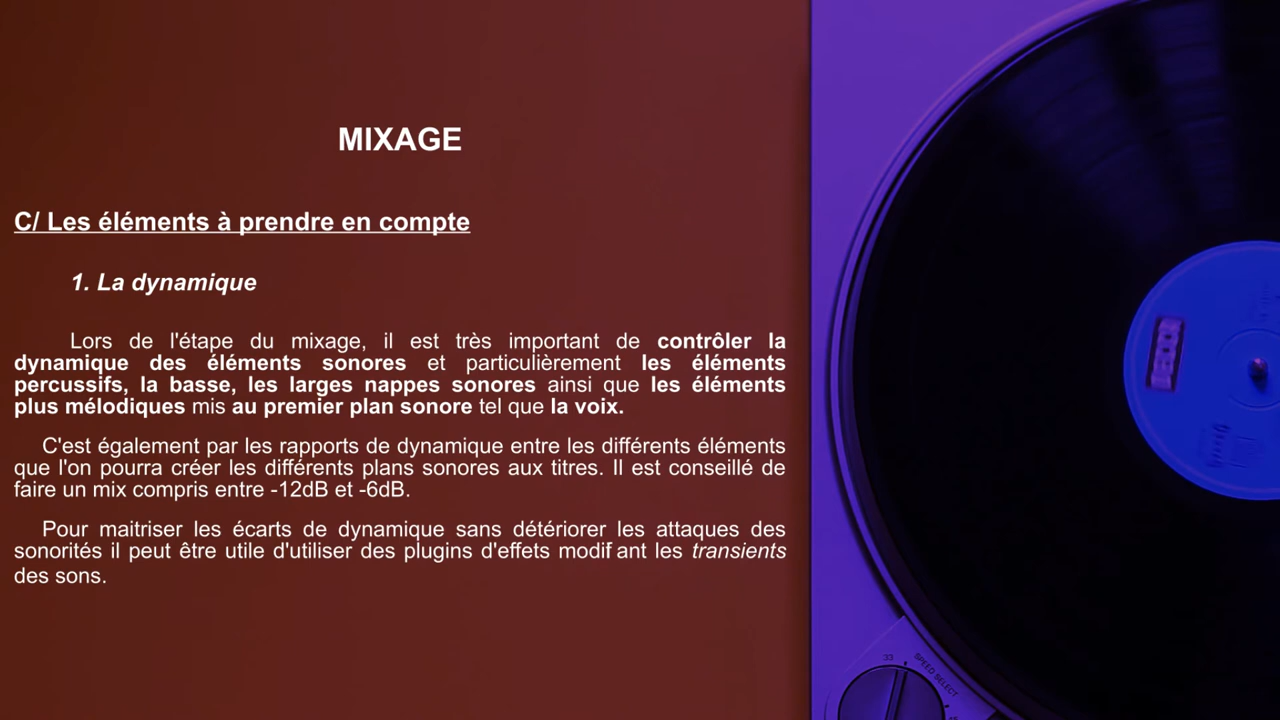 MIXAGE
C/ Les éléments à prendre en compte
1. La dynamique
Lors de l'étape du mixage, il est très important de contrôler la
dynamique des éléments sonores et particulièrement les éléments
percussifs, la basse, les larges nappes sonores ainsi que les éléments
plus mélodiques mis au premier plan sonore tel que la voix.
C'est également par les rapports de dynamique entre les différents éléments
que l'on pourra créer les différents plans sonores aux titres. Il est conseillé de
faire un mix compris entre -12dB et -6dB.
Pour maitriser les écarts de dynamique sans détériorer les attaques des
sonorités il peut être utile d'utiliser des plugins d'effets modif ant les transients
des sons.
33
SPEED SELECT